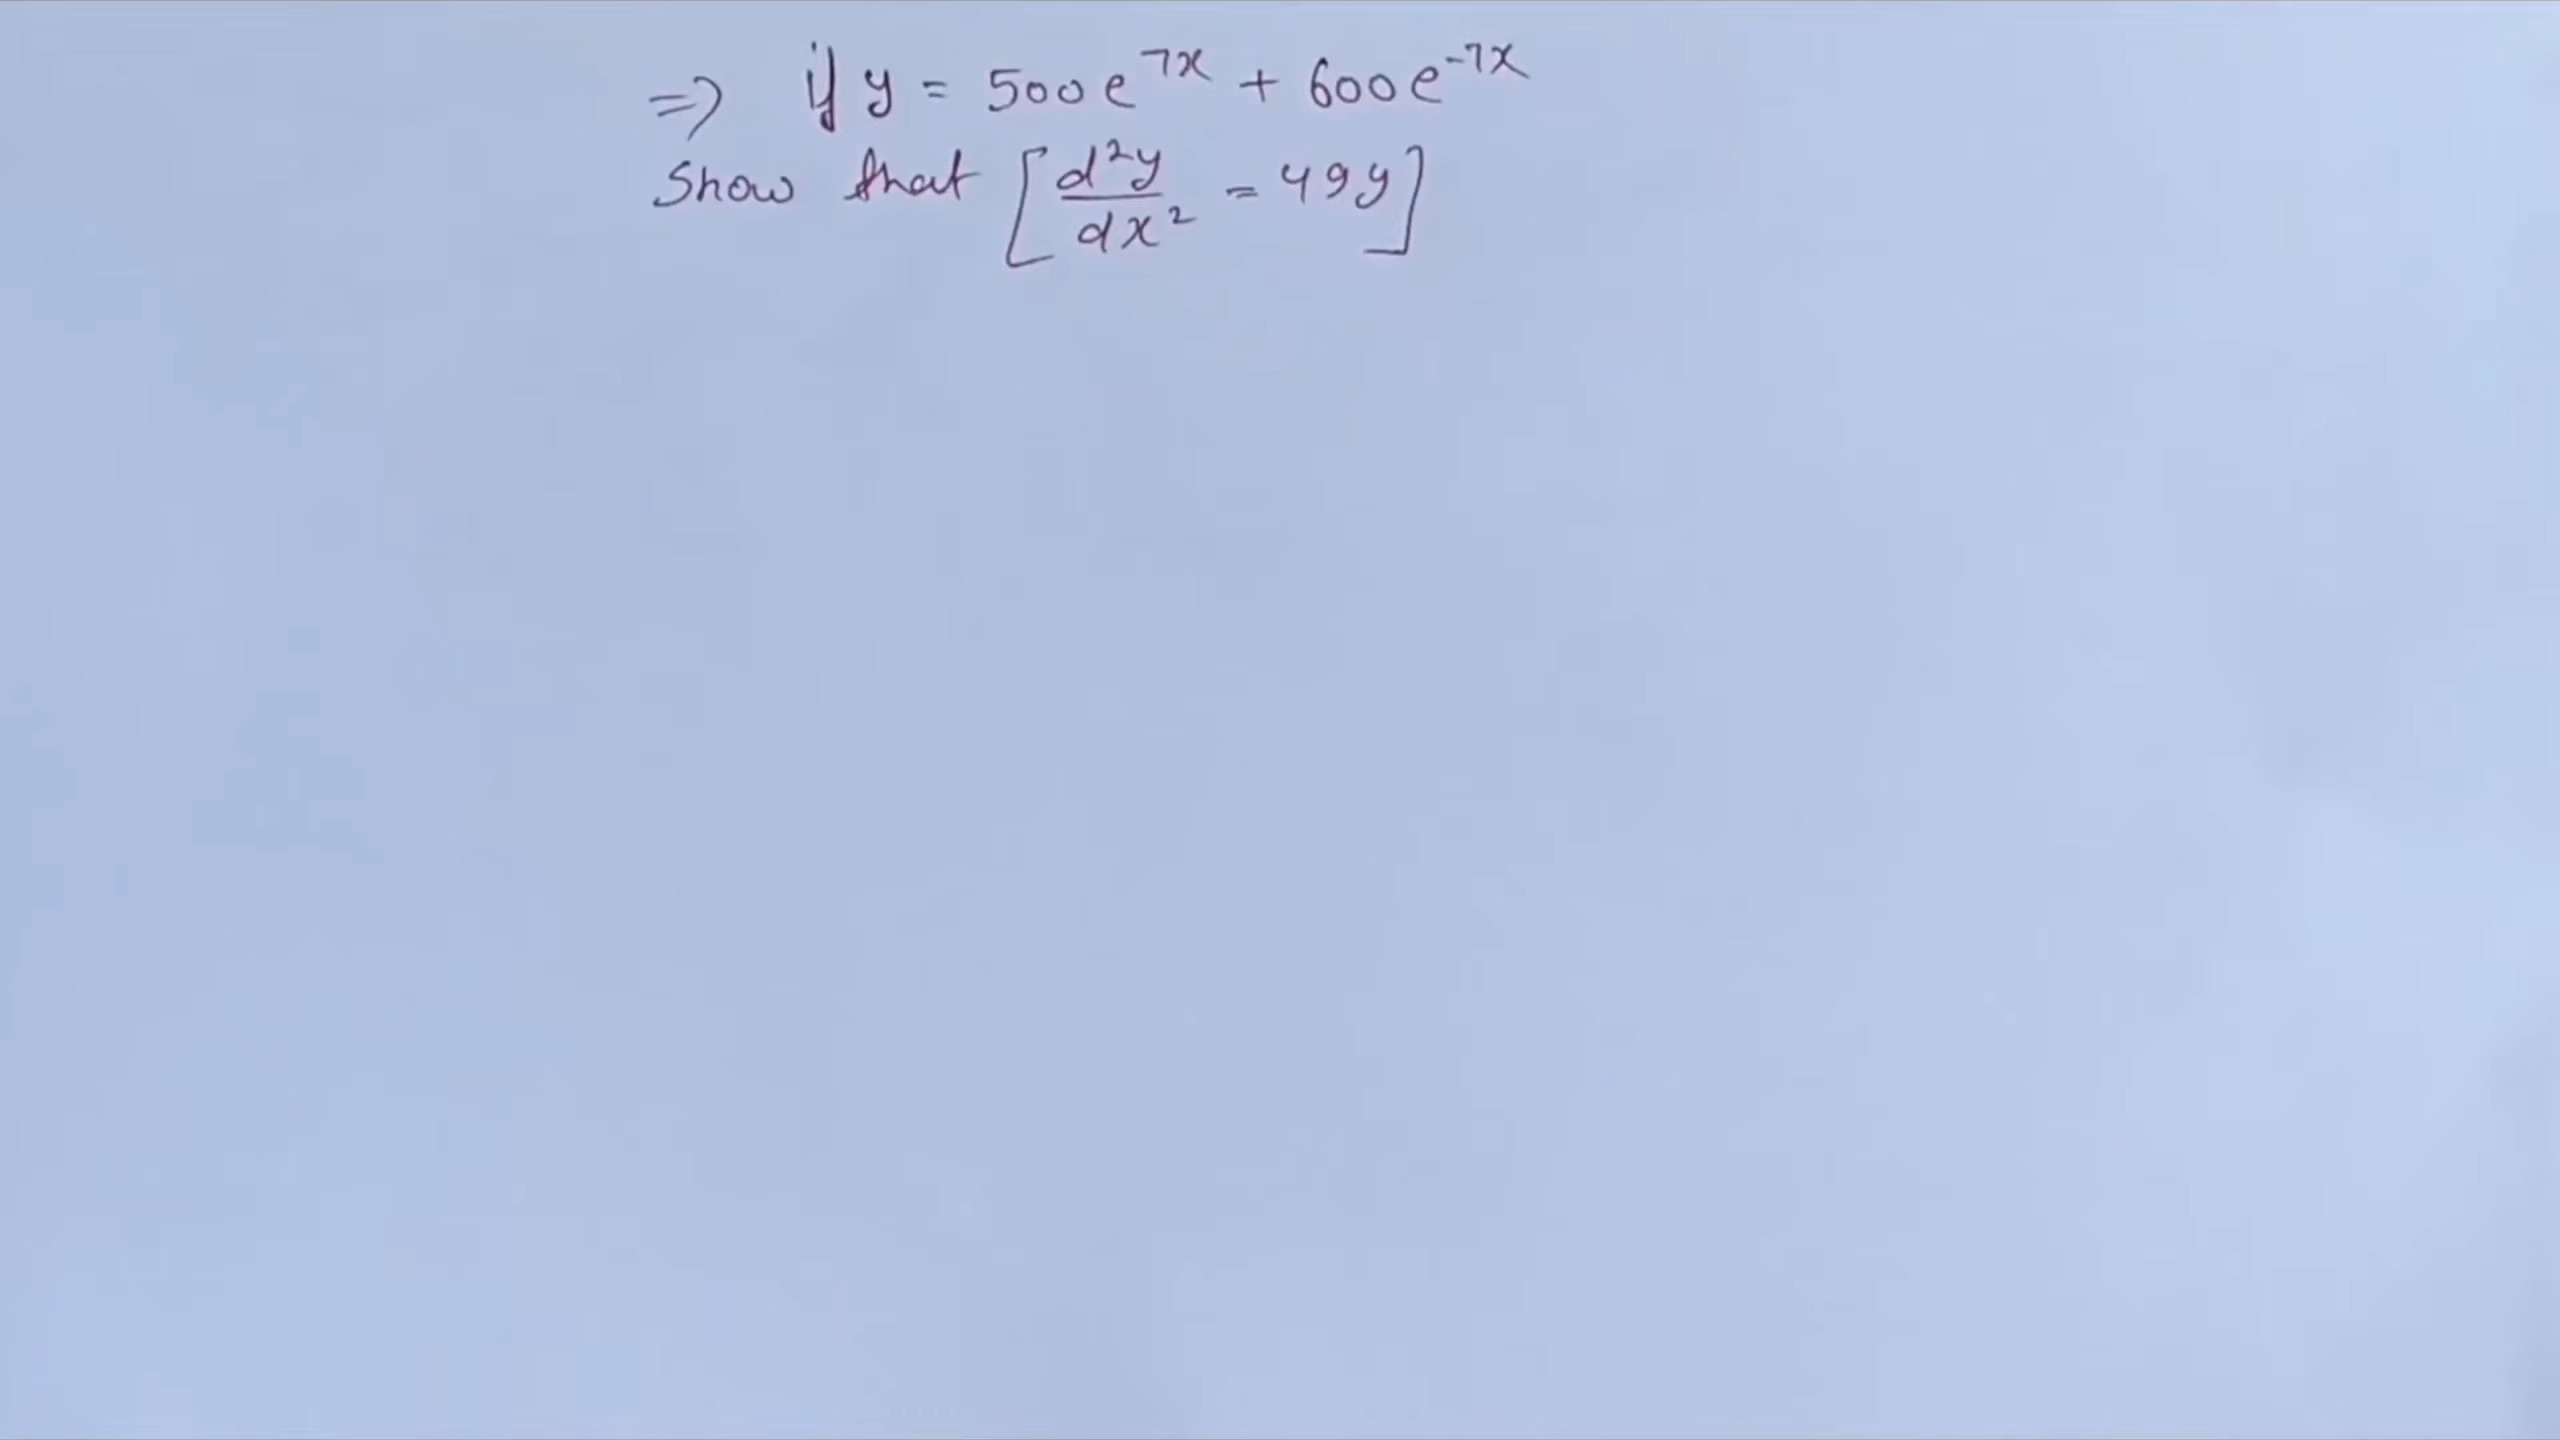 ⇒ if y = 500e^{7x} + 600e^{-7x}
Show that [d²y/dx² = 49y]